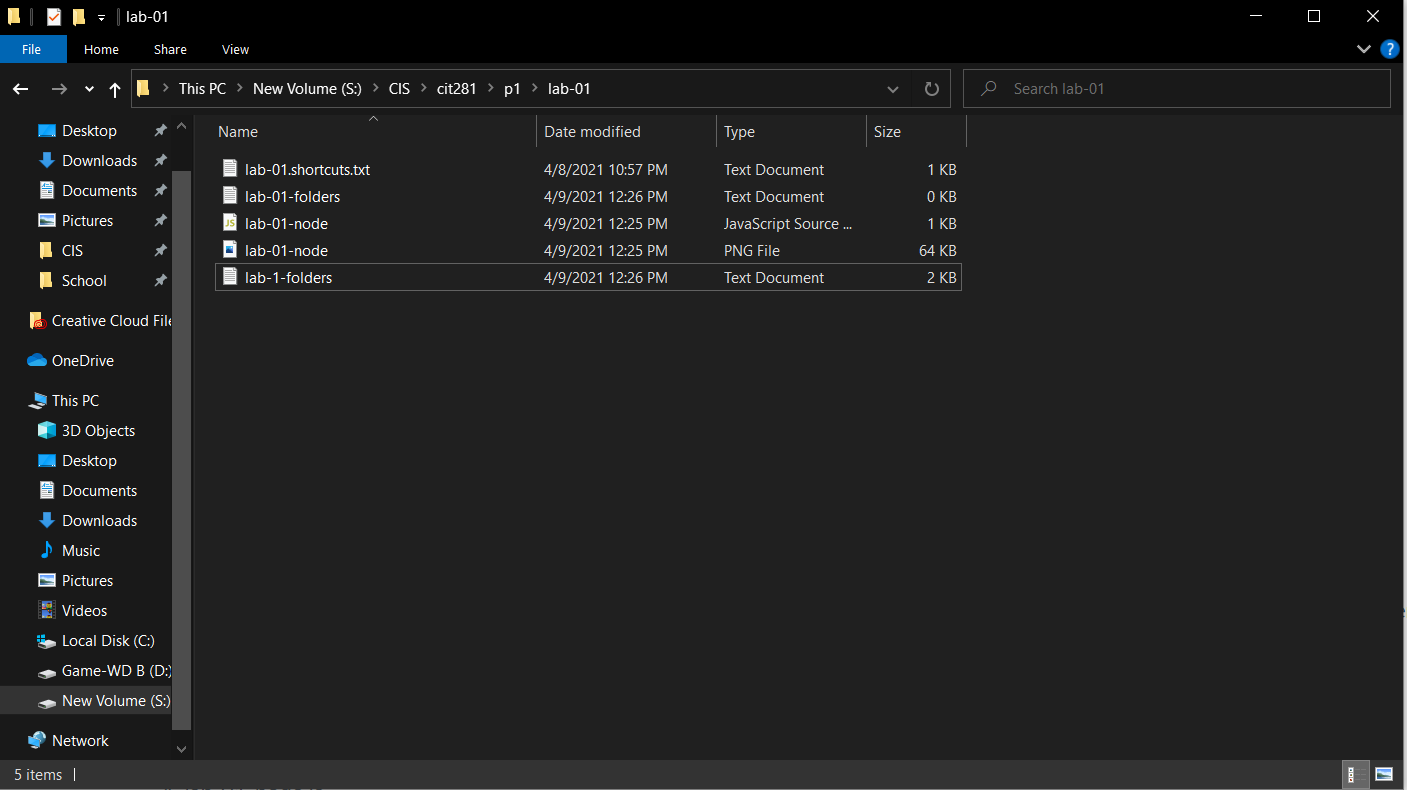 lab-01
File Home Share View
This PC New Volume (S:) CIS cit281 p1 lab-01
Search lab-01
Desktop
Downloads
Documents
Pictures
CIS
School
Creative Cloud File
OneDrive
This PC
3D Objects
Desktop
Documents
Downloads
Music
Pictures
Videos
Local Disk (C:)
Game-WD B (D:)
New Volume (S:)
Network
Name Date modified Type Size
lab-01.shortcuts.txt 4/8/2021 10:57 PM Text Document 1 KB
lab-01-folders 4/9/2021 12:26 PM Text Document 0 KB
JS lab-01-node 4/9/2021 12:25 PM JavaScript Source ... 1 KB
lab-01-node 4/9/2021 12:25 PM PNG File 64 KB
lab-1-folders 4/9/2021 12:26 PM Text Document 2 KB
5 items